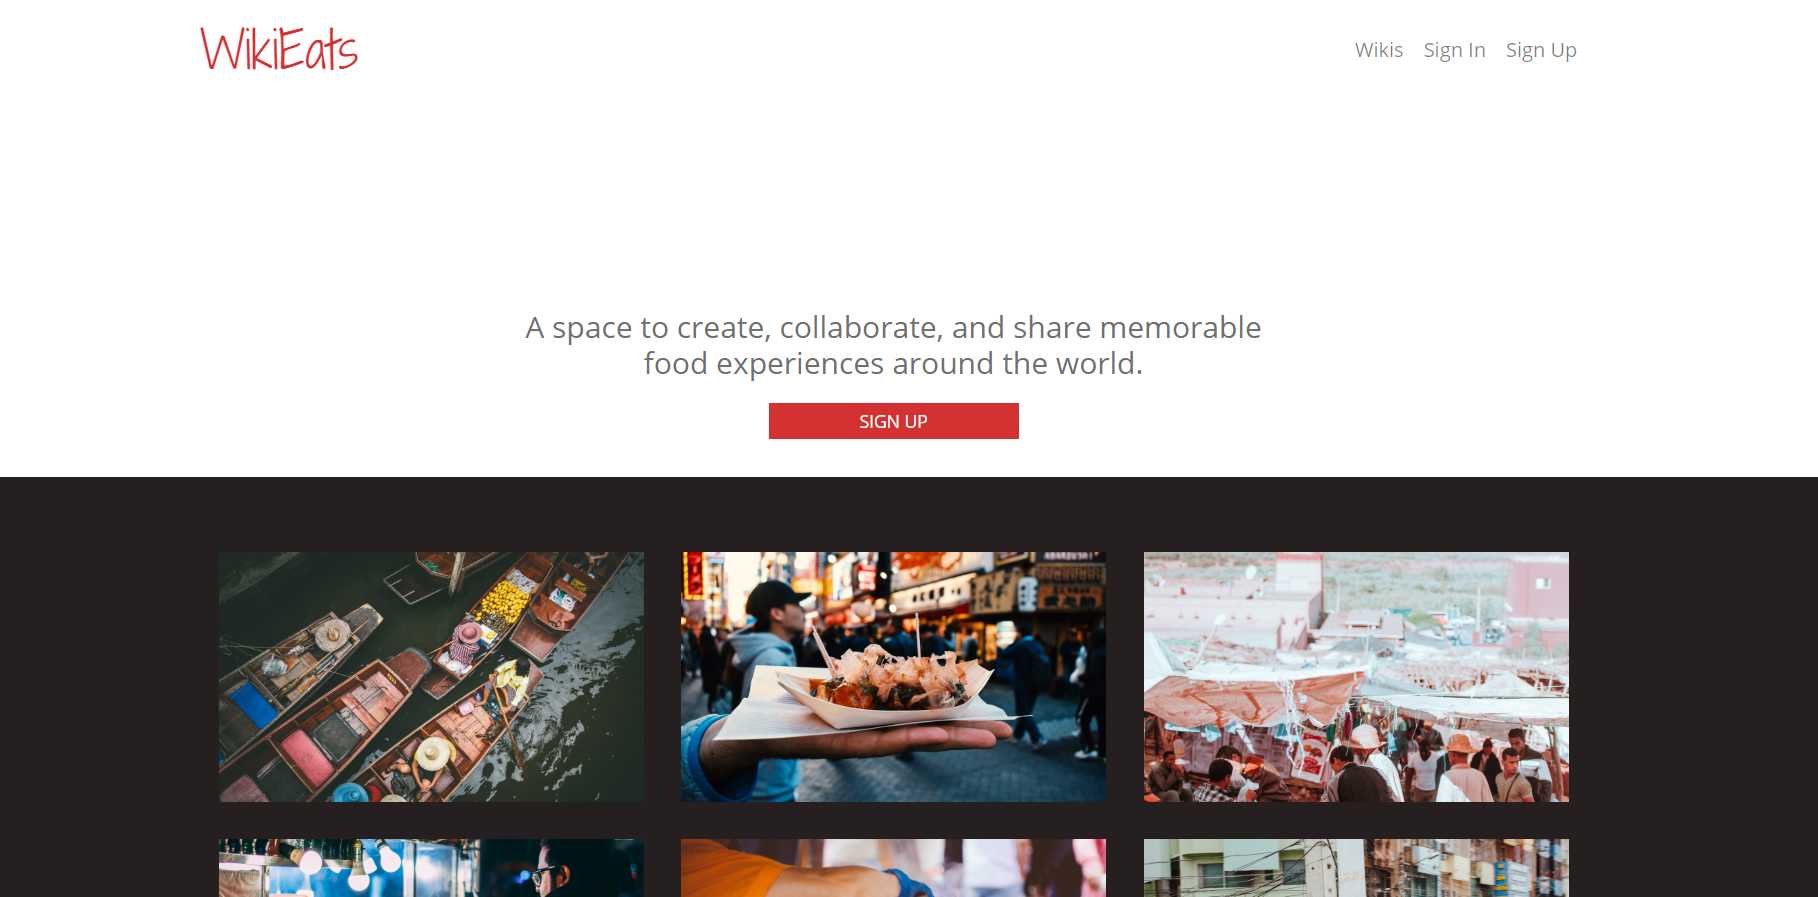 WikiEats
Wikis
Sign In
Sign Up
A space to create, collaborate, and share memorable
food experiences around the world.
SIGN UP